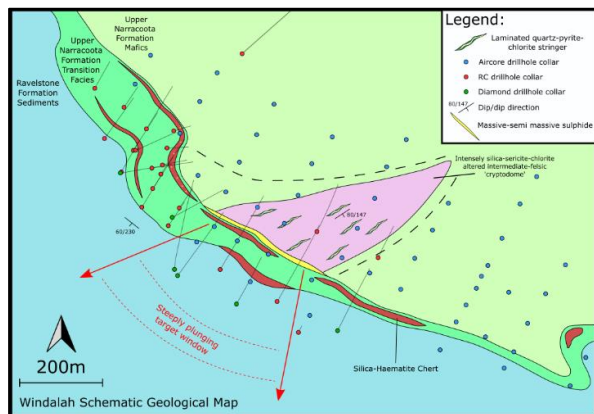 Upper
Narracoota
Formation
Mafics
Upper
Narracoota
Formation
Transition
Facies
Ravelstone
Formation
Sediments
Legend:
Laminated quartz-pyrite-
chlorite stringer
Aircore drillhole collar
RC drillhole collar
Diamond drillhole collar
60/147
Dip/dip direction
Massive-semi massive sulphide
Intensely silica-sericite-chlorite
altered intermediate-felsic
'cryptodome'
60/147
60/230
Steeply plunging
target window
200m
Silica-Haematite Chert
Windalah Schematic Geological Map